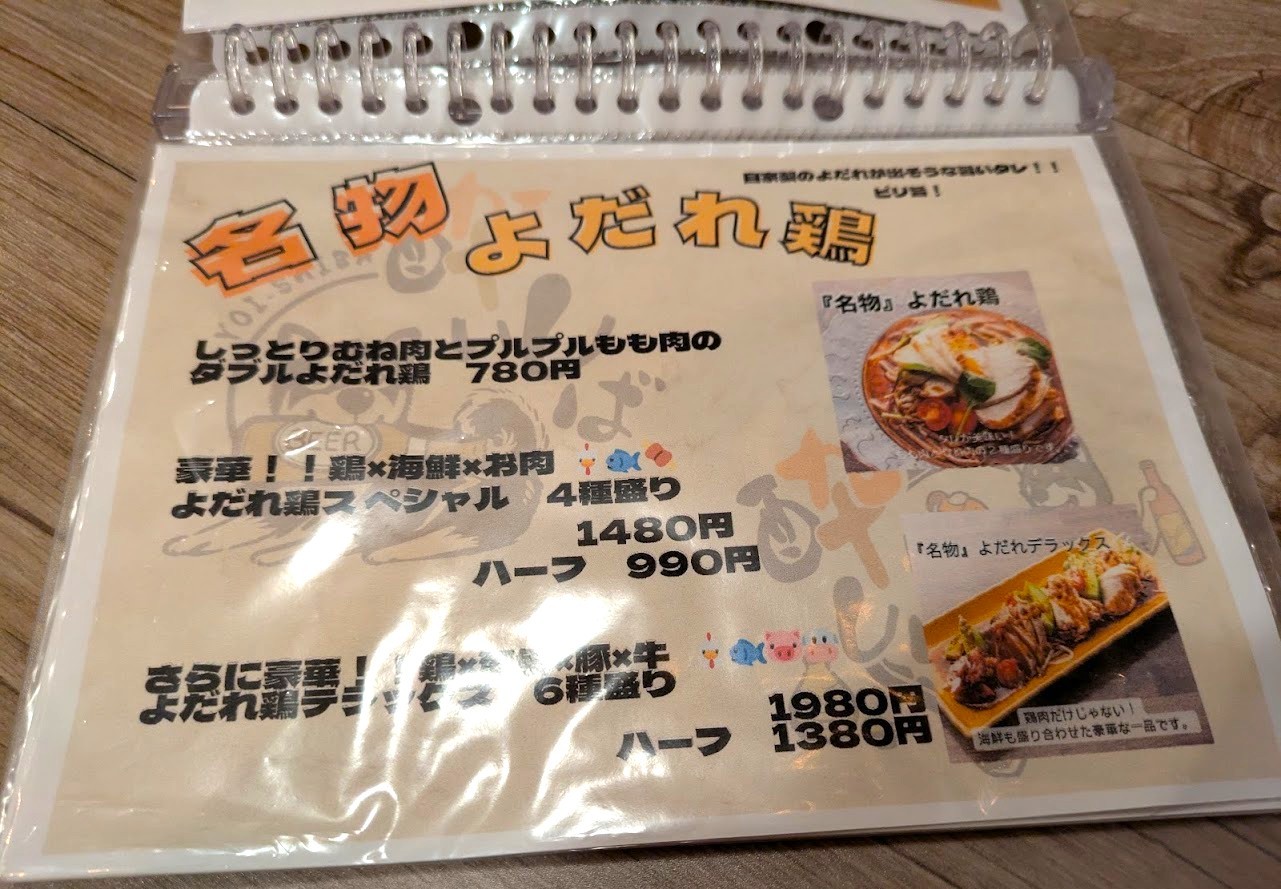 名物よだれ鶏
自家製のよだれが出そうな旨いタレ！！
ピリ旨！
しっとりむね肉とプルプルもも肉の
ダブルよだれ鶏　780円
豪華！！鶏×海鮮×お肉
よだれ鶏スペシャル　4種盛り
1480円
ハーフ　990円
さらに豪華！！鶏×海鮮×豚×牛
よだれ鶏デラックス　6種盛り
1980円
ハーフ　1380円
『名物』よだれ鶏
『名物』よだれデラックス
鶏肉だけじゃない！
海鮮も盛り合わせた豪華な一品です。
BEER